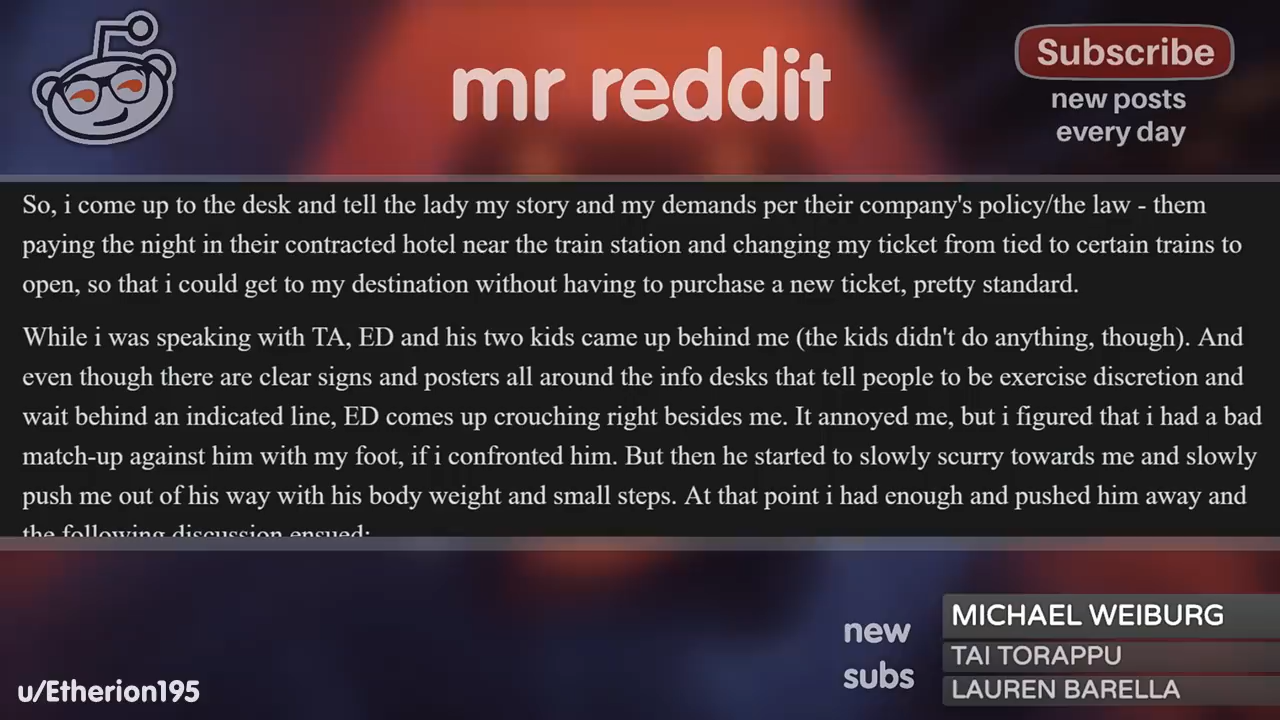 mr reddit
Subscribe
new posts
every day
So, i come up to the desk and tell the lady my story and my demands per their company's policy/the law - them
paying the night in their contracted hotel near the train station and changing my ticket from tied to certain trains to
open, so that i could get to my destination without having to purchase a new ticket, pretty standard.
While i was speaking with TA, ED and his two kids came up behind me (the kids didn't do anything, though). And
even though there are clear signs and posters all around the info desks that tell people to be exercise discretion and
wait behind an indicated line, ED comes up crouching right besides me. It annoyed me, but i figured that i had a bad
match-up against him with my foot, if i confronted him. But then he started to slowly scurry towards me and slowly
push me out of his way with his body weight and small steps. At that point i had enough and pushed him away and
the following discussion ensued:
new
subs
MICHAEL WEIBURG
TAI TORAPPU
LAUREN BARELLA
u/Etherion195